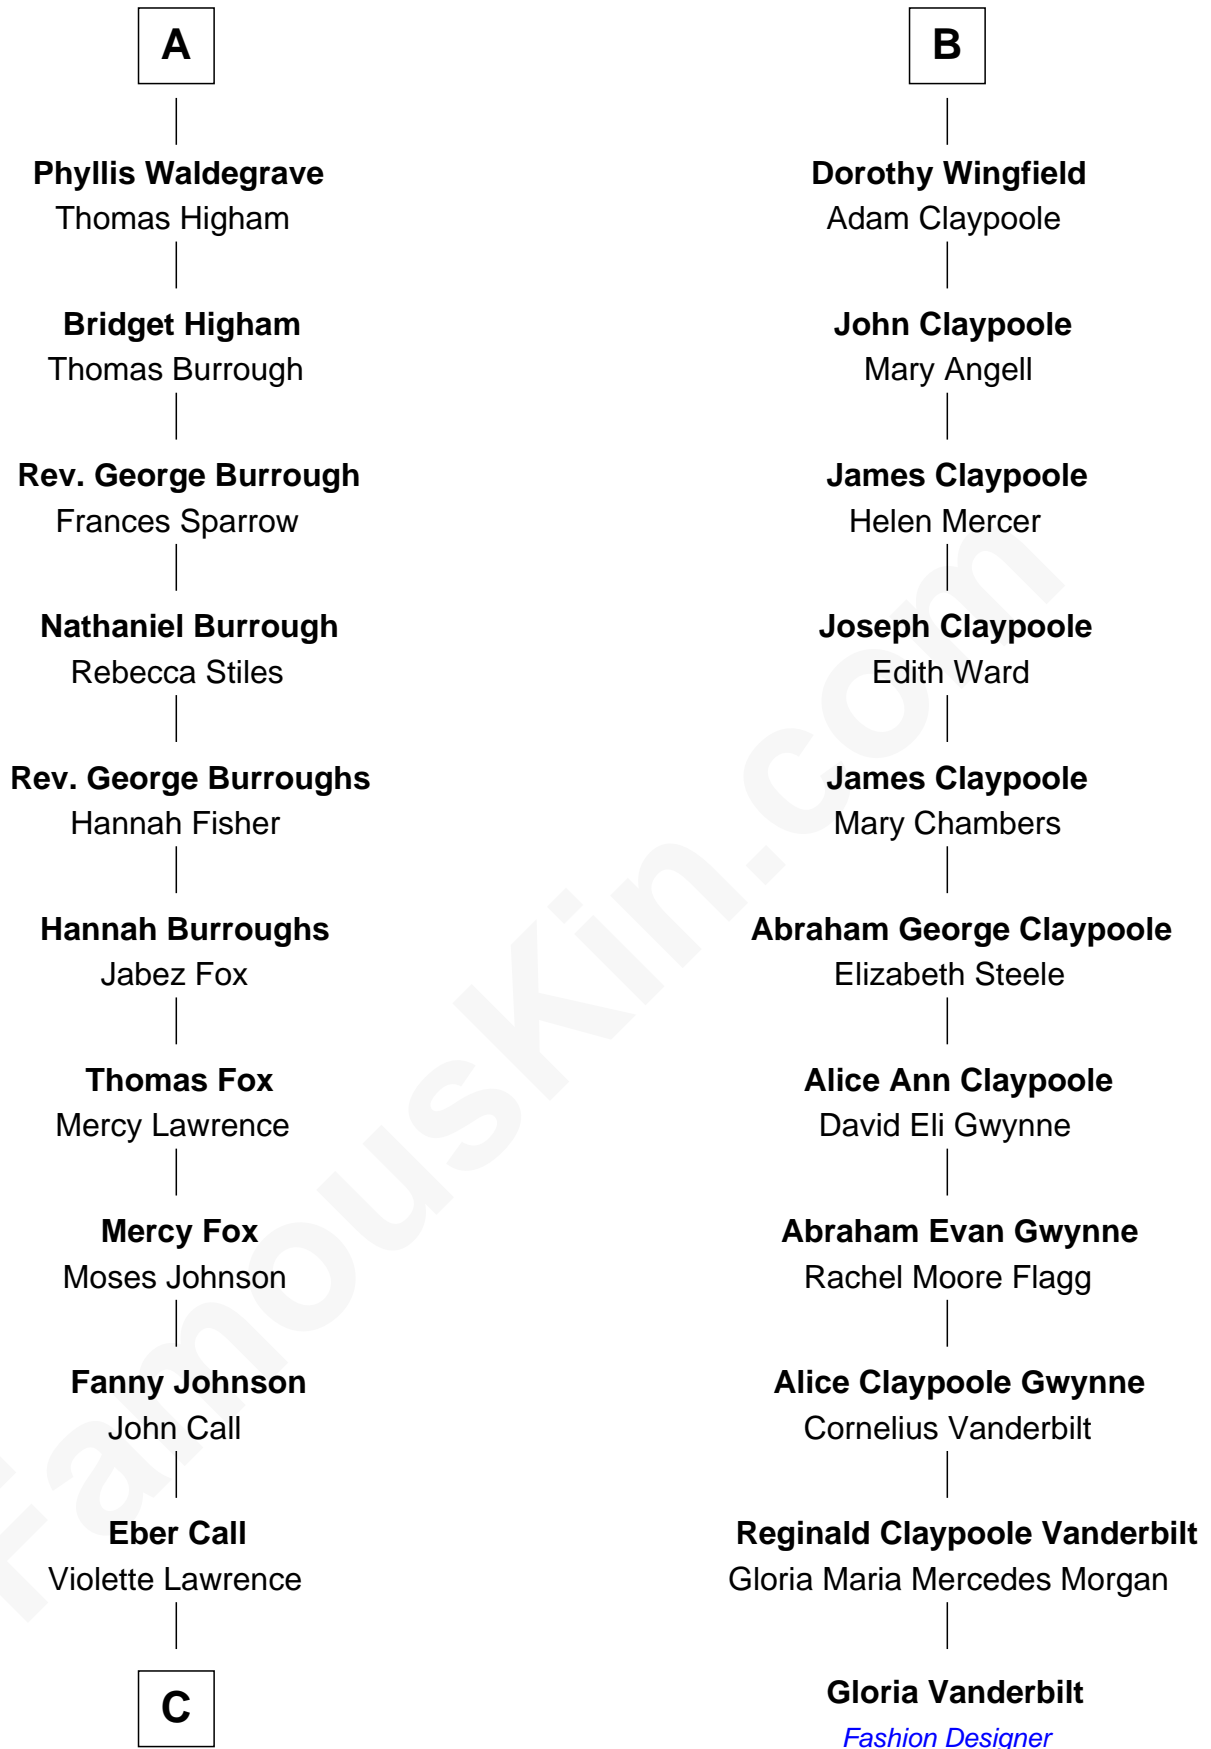 A
Phyllis Waldegrave
Thomas Higham
Bridget Higham
Thomas Burrough
Rev. George Burrough
Frances Sparrow
Nathaniel Burrough
Rebecca Stiles
Rev. George Burroughs
Hannah Fisher
Hannah Burroughs
Jabez Fox
Thomas Fox
Mercy Lawrence
Mercy Fox
Moses Johnson
Fanny Johnson
John Call
Eber Call
Violette Lawrence
C
B
Dorothy Wingfield
Adam Claypoole
John Claypoole
Mary Angell
James Claypoole
Helen Mercer
Joseph Claypoole
Edith Ward
James Claypoole
Mary Chambers
Abraham George Claypoole
Elizabeth Steele
Alice Ann Claypoole
David Eli Gwynne
Abraham Evan Gwynne
Rachel Moore Flagg
Alice Claypoole Gwynne
Cornelius Vanderbilt
Reginald Claypoole Vanderbilt
Gloria Maria Mercedes Morgan
Gloria Vanderbilt
Fashion Designer
FamousKin.com